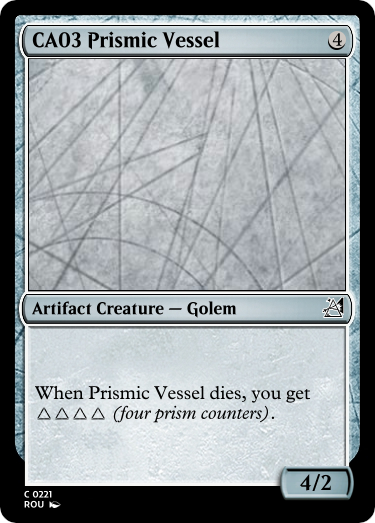 CA03 Prismic Vessel
4
Artifact Creature — Golem
When Prismic Vessel dies, you get
△△△△ (four prism counters).
4/2
C 0221
ROU